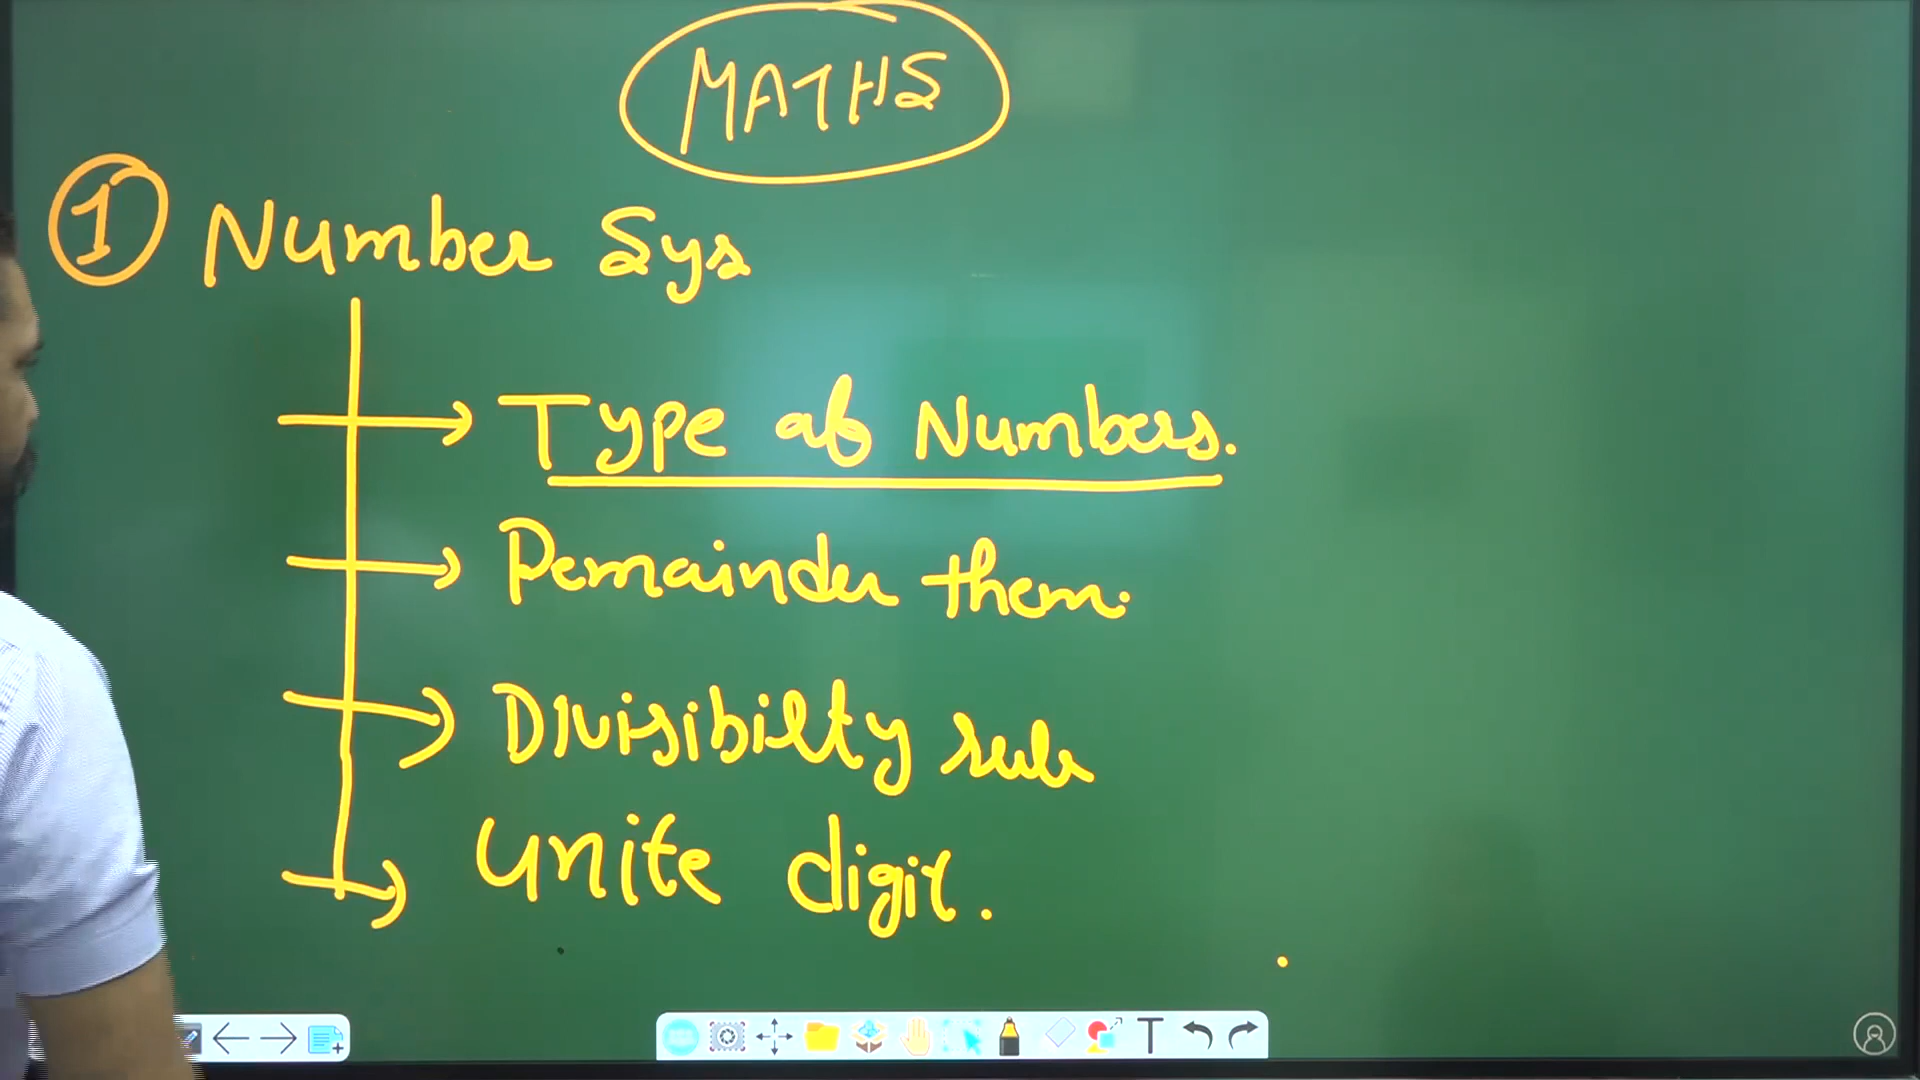 MATHS
1 Number Sys
Type of Numbers.
Remainder them.
Divisibilty rule
Unite digit.
T